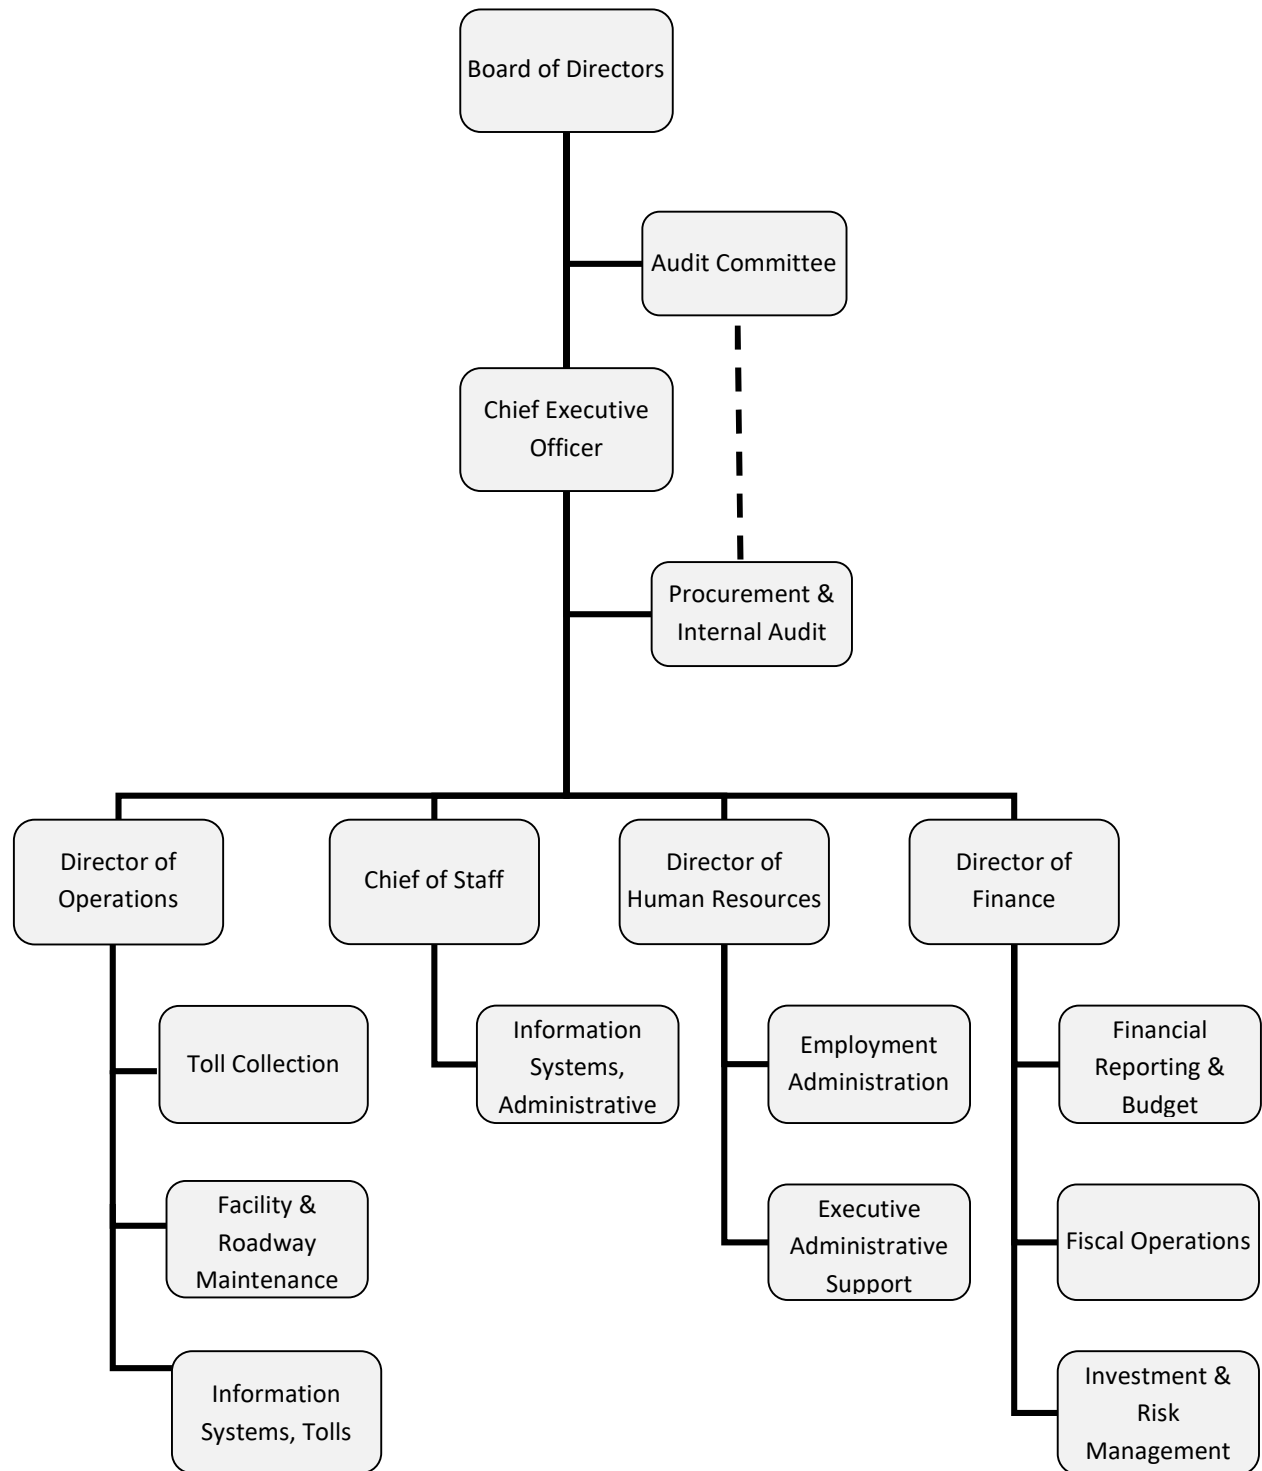 Board of Directors
Audit Committee
Chief Executive
Officer
Procurement &
Internal Audit
Director of
Operations
Chief of Staff
Director of
Human Resources
Director of
Finance
Toll Collection
Information
Systems,
Administrative
Employment
Administration
Financial
Reporting &
Budget
Facility &
Roadway
Maintenance
Executive
Administrative
Support
Fiscal Operations
Information
Systems, Tolls
Investment &
Risk
Management